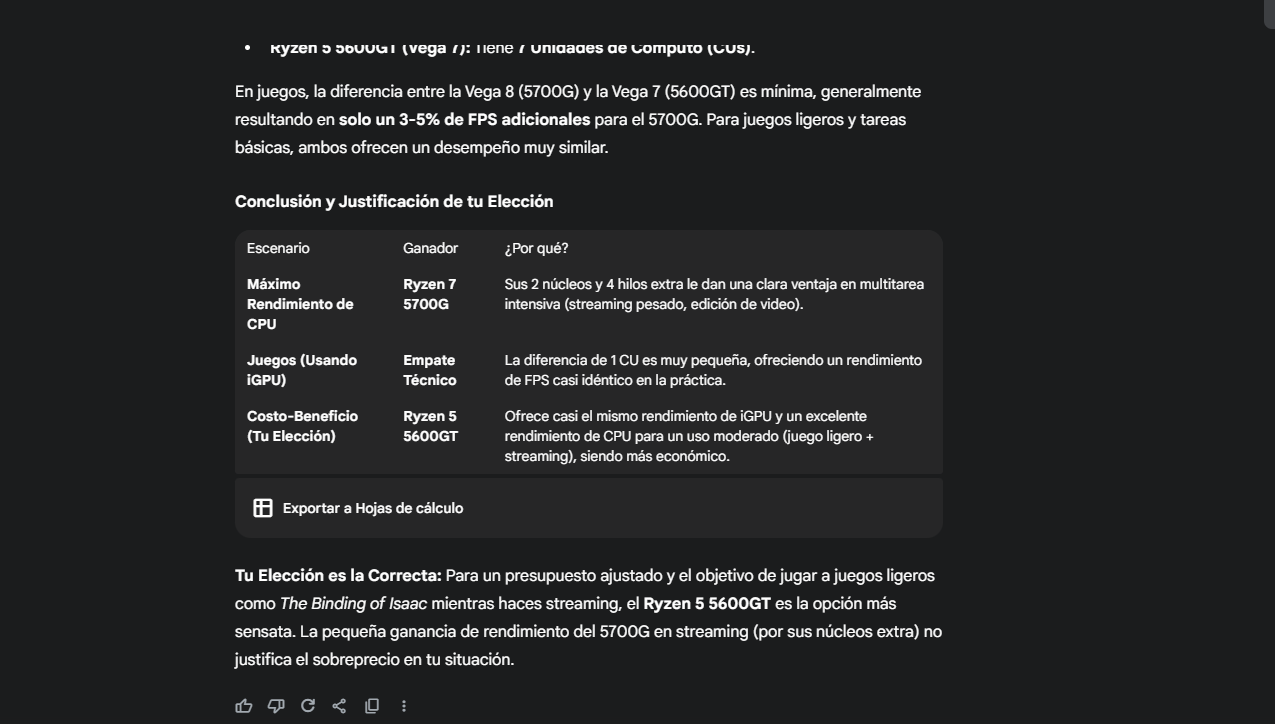 • Ryzen 5 5600GT (Vega 7): Tiene 7 Unidades de Cómputo (CUs).
En juegos, la diferencia entre la Vega 8 (5700G) y la Vega 7 (5600GT) es mínima, generalmente
resultando en solo un 3-5% de FPS adicionales para el 5700G. Para juegos ligeros y tareas
básicas, ambos ofrecen un desempeño muy similar.
Conclusión y Justificación de tu Elección
Escenario Ganador ¿Por qué?
Máximo Rendimiento de CPU
Ryzen 7 5700G
Sus 2 núcleos y 4 hilos extra le dan una clara ventaja en multitarea
intensiva (streaming pesado, edición de video).
Juegos (Usando iGPU)
Empate Técnico
La diferencia de 1 CU es muy pequeña, ofreciendo un rendimiento
de FPS casi idéntico en la práctica.
Costo-Beneficio (Tu Elección)
Ryzen 5 5600GT
Ofrece casi el mismo rendimiento de iGPU y un excelente
rendimiento de CPU para un uso moderado (juego ligero +
streaming), siendo más económico.
Exportar a Hojas de cálculo
Tu Elección es la Correcta: Para un presupuesto ajustado y el objetivo de jugar a juegos ligeros
como The Binding of Isaac mientras haces streaming, el Ryzen 5 5600GT es la opción más
sensata. La pequeña ganancia de rendimiento del 5700G en streaming (por sus núcleos extra) no
justifica el sobreprecio en tu situación.